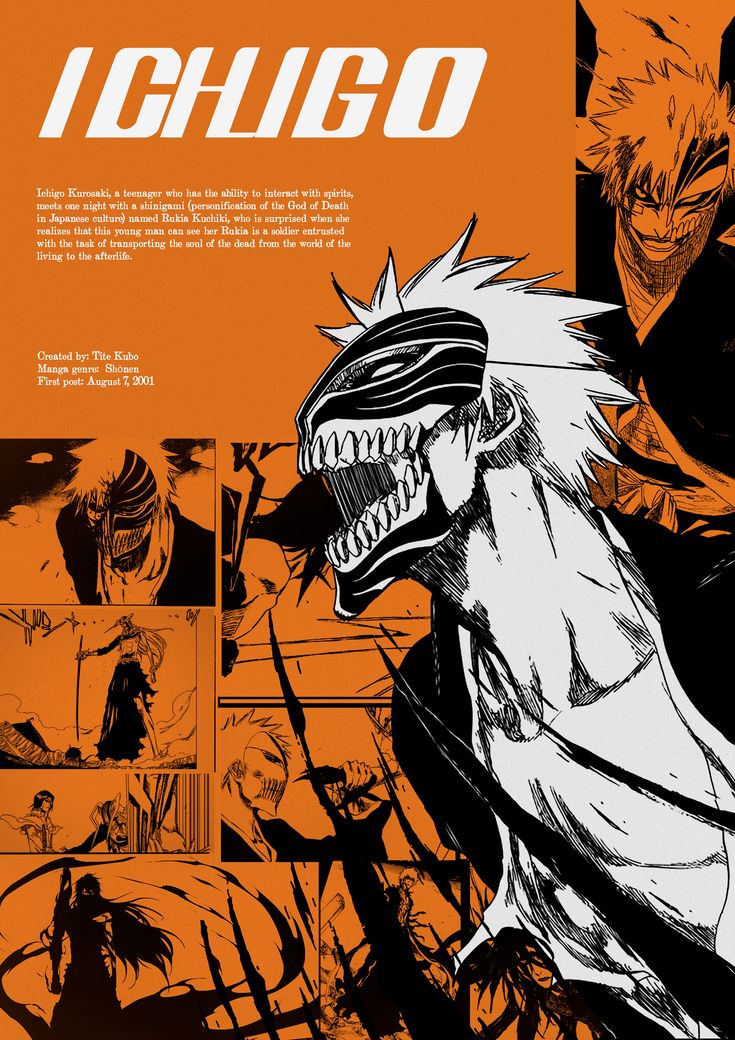 ICHIGO
Ichigo Kurosaki, a teenager who has the ability to interact with spirits,
meets one night with a shinigami (personification of the God of Death
in Japanese culture) named Rukia Kuchiki, who is surprised when she
realizes that this young man can see her Rukia is a soldier entrusted
with the task of transporting the soul of the dead from the world of the
living to the afterlife.
Created by: Tite Kubo
Manga genre: Shōnen
First post: August 7, 2001